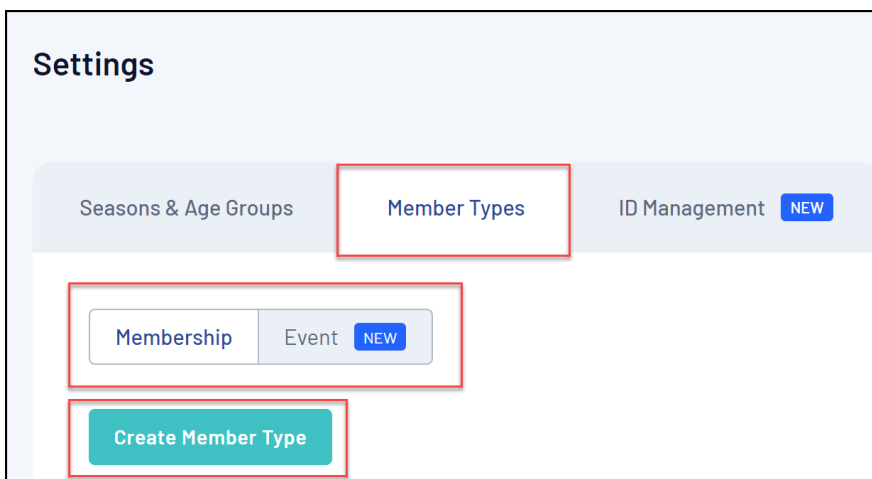 Settings
Seasons & Age Groups Member Types ID Management NEW
Membership Event NEW
Create Member Type